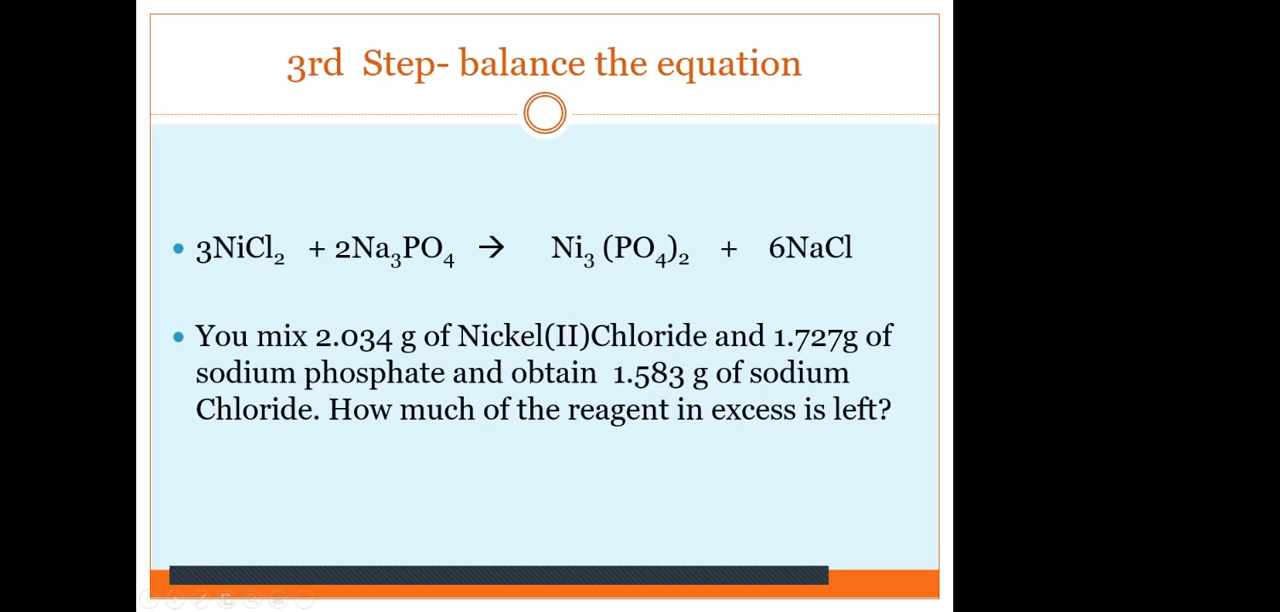 3rd Step- balance the equation
• 3NiCl₂ + 2Na₃PO₄ → Ni₃ (PO₄)₂ + 6NaCl
• You mix 2.034 g of Nickel(II)Chloride and 1.727g of
sodium phosphate and obtain 1.583 g of sodium
Chloride. How much of the reagent in excess is left?